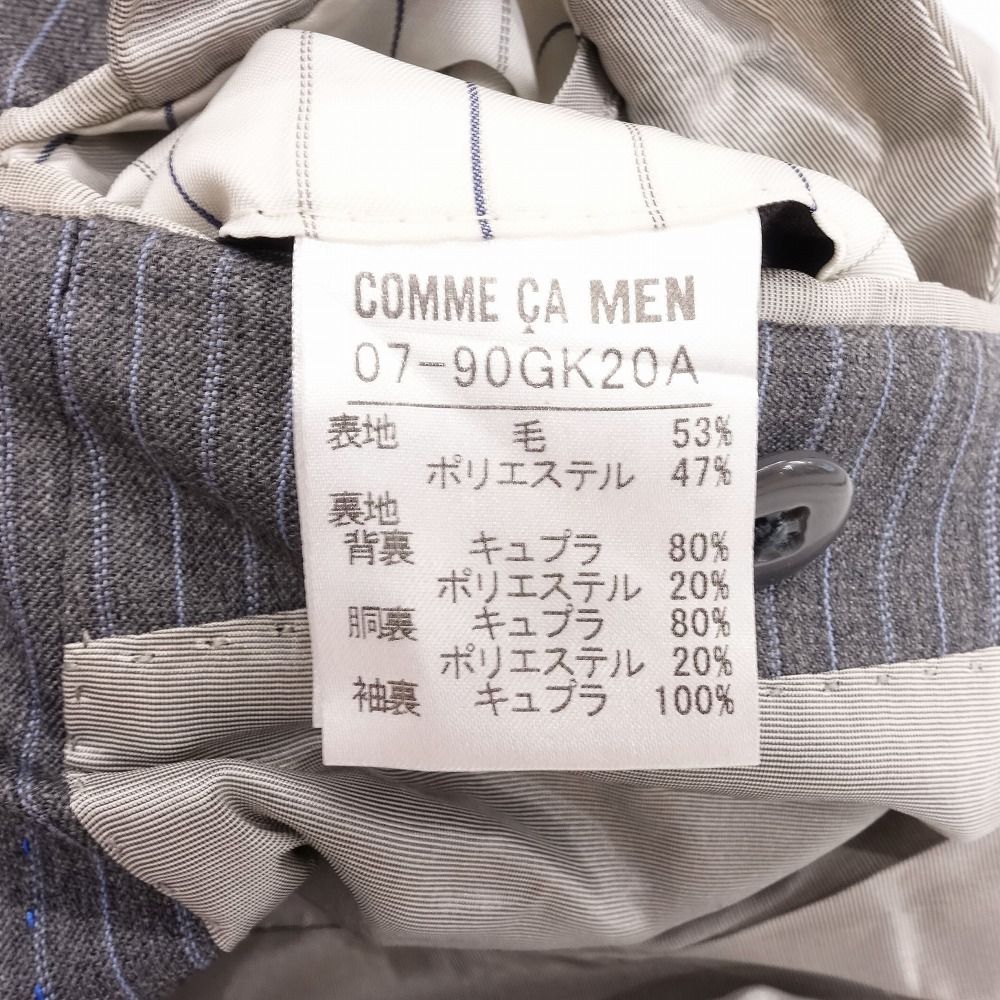 COMME ÇA MEN
07-90GK20A
表地 毛 53%
ポリエステル 47%
裏地
背裏 キュプラ 80%
ポリエステル 20%
胴裏 キュプラ 80%
ポリエステル 20%
袖裏 キュプラ 100%